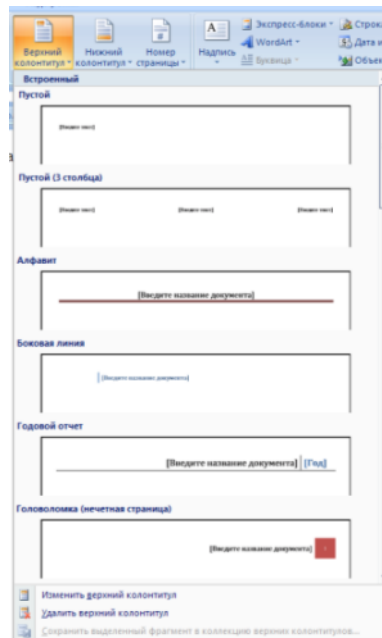 Верхний колонтитул
Нижний колонтитул
Номер страницы
Надпись
Экспресс-блоки
WordArt
Буквица
Строк
Дата и
Объек
Встроенный
Пустой
[Введите текст]
Пустой (3 столбца)
[Введите текст] [Введите текст] [Введите текст]
Алфавит
[Введите название документа]
Боковая линия
[Введите название документа]
Годовой отчет
[Введите название документа] [Год]
Головоломка (нечетная страница)
[Введите название документа]
Изменить верхний колонтитул
Удалить верхний колонтитул
Сохранить выделенный фрагмент в коллекцию верхних колонтитулов...